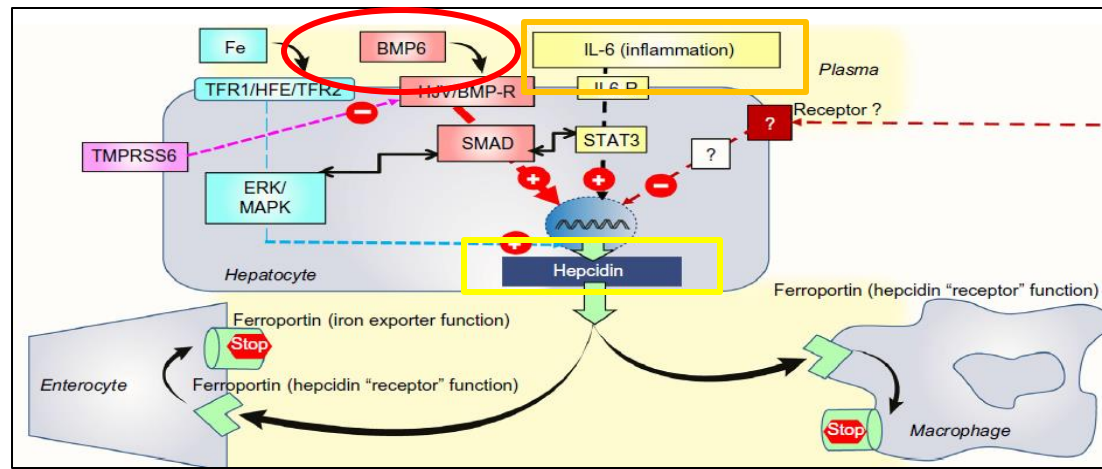 Fe
BMP6
IL-6 (inflammation)
Plasma
TFR1/HFE/TFR2
HJV/BMP-R
IL6-R
Receptor ?
?
TMPRSS6
SMAD
STAT3
?
ERK/
MAPK
Hepcidin
Hepatocyte
Ferroportin (hepcidin “receptor” function)
Ferroportin (iron exporter function)
Stop
Enterocyte
Ferroportin (hepcidin “receptor” function)
Stop
Macrophage